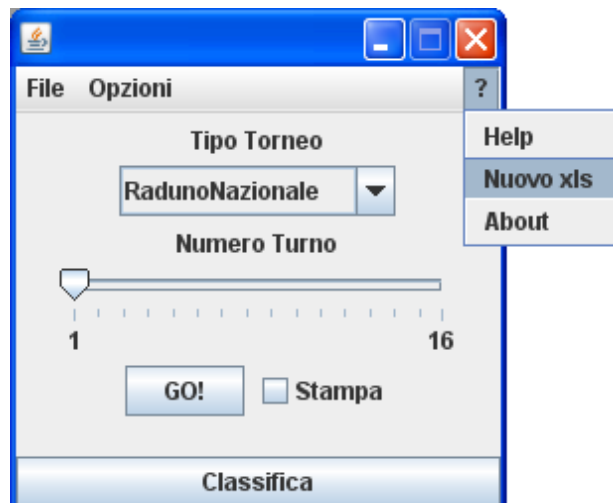 File Opzioni ?
Help
Nuovo xls
About
Tipo Torneo
RadunoNazionale
Numero Turno
1 16
GO! Stampa
Classifica